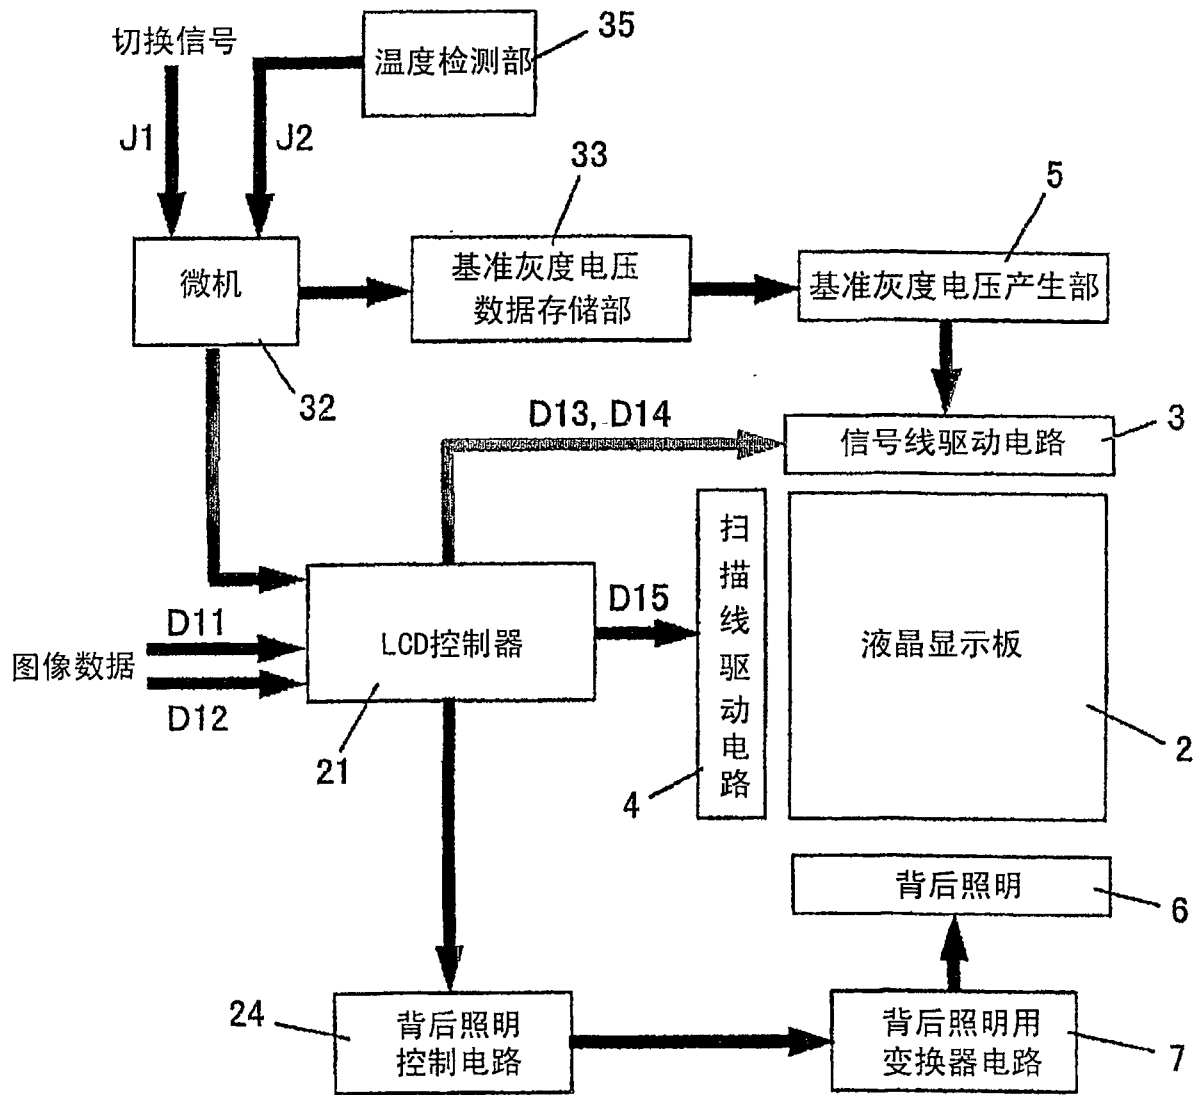 35
切换信号
温度检测部
J1
J2
33
5
微机
基准灰度电压
数据存储部
基准灰度电压产生部
32
D13, D14
3
信号线驱动电路
扫描线驱动电路
D15
D11
LCD控制器
液晶显示板
图像数据
D12
21
4
2
背后照明
6
24
背后照明
控制电路
背后照明用
变换器电路
7